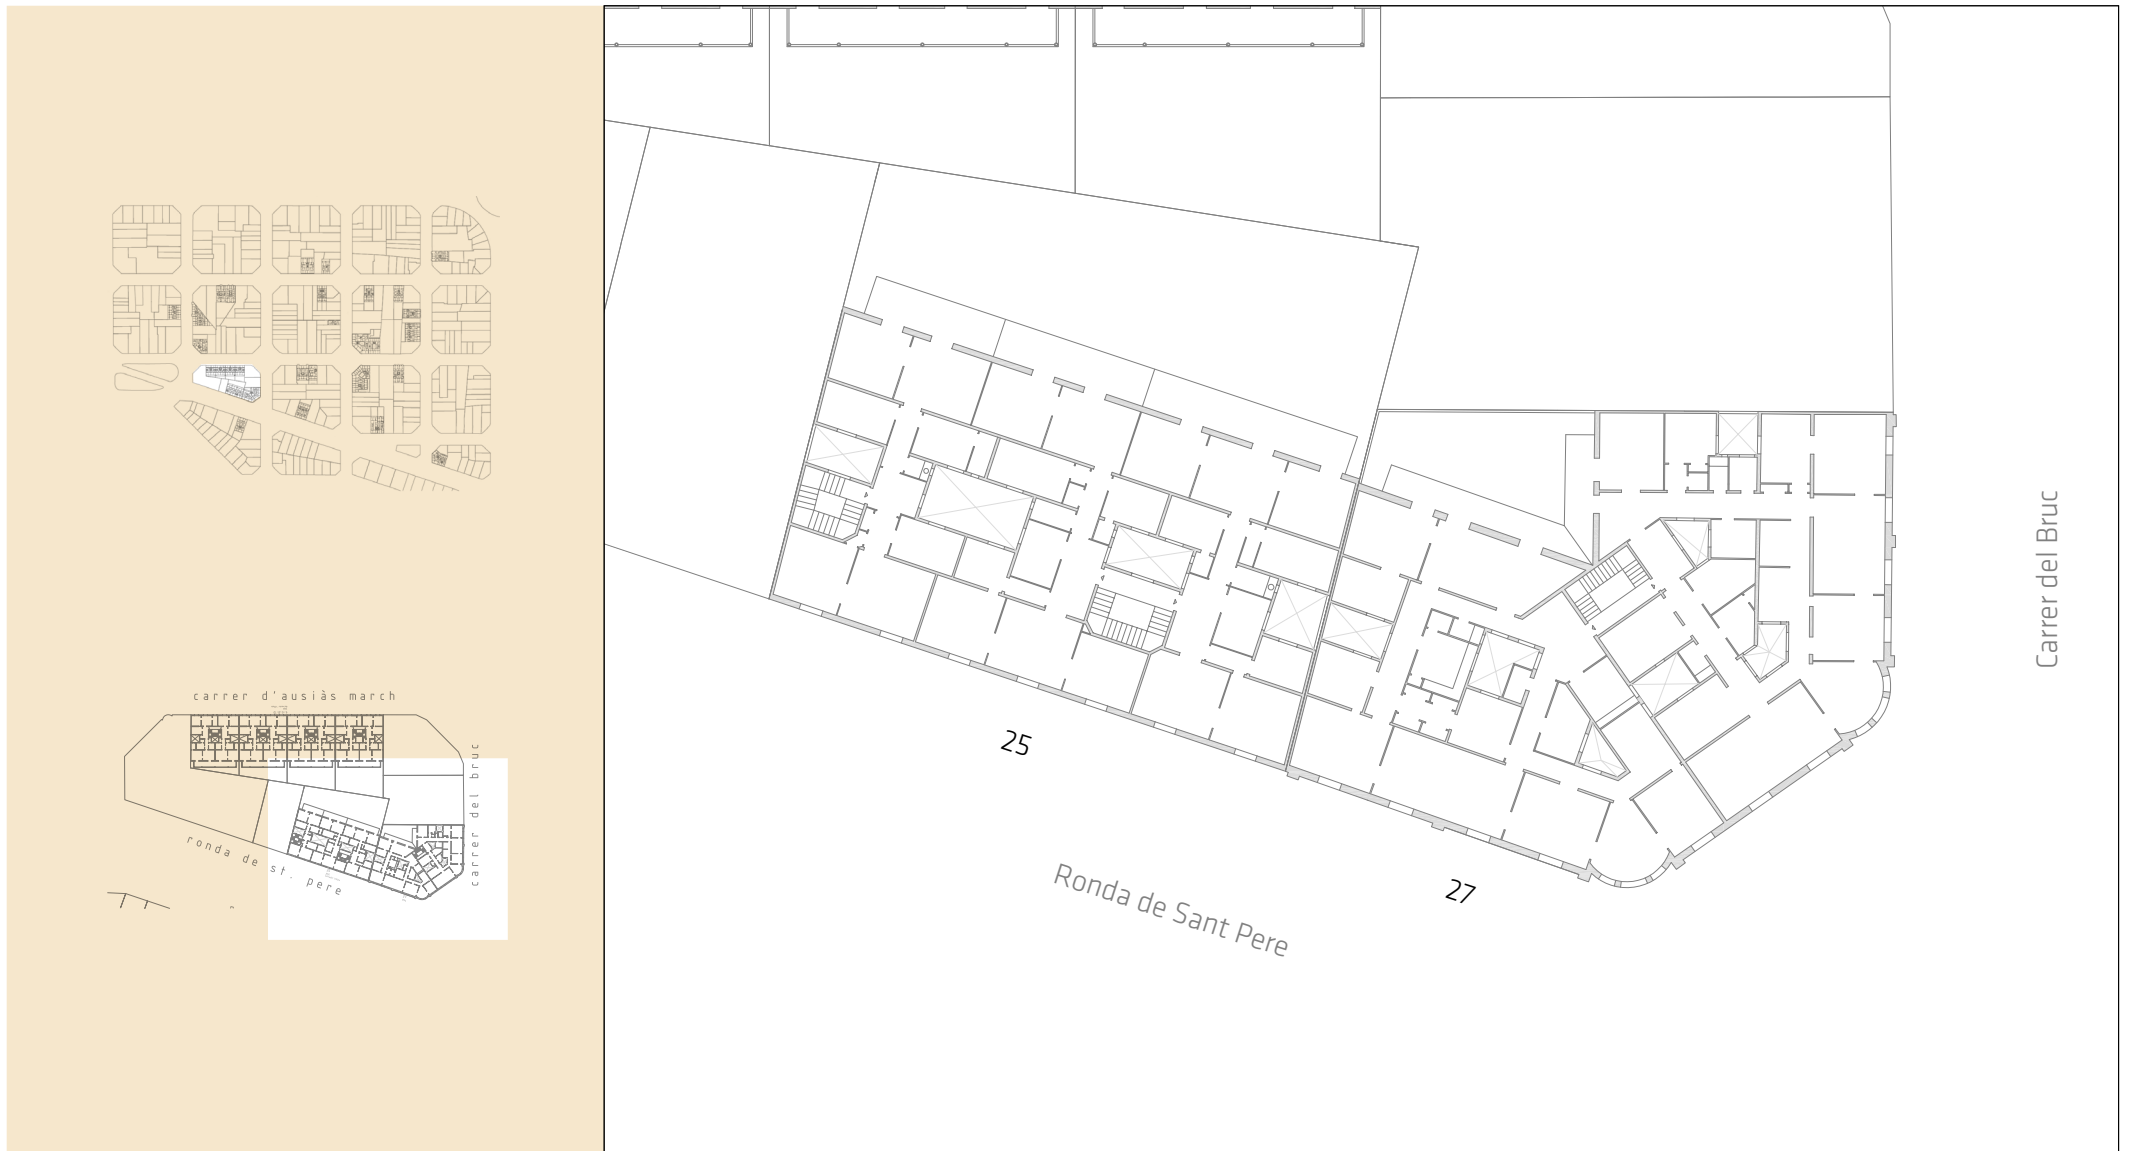 carrer d'ausiàs march
carrer del bruc
ronda de st. pere
25
27
Ronda de Sant Pere
Carrer del Bruc